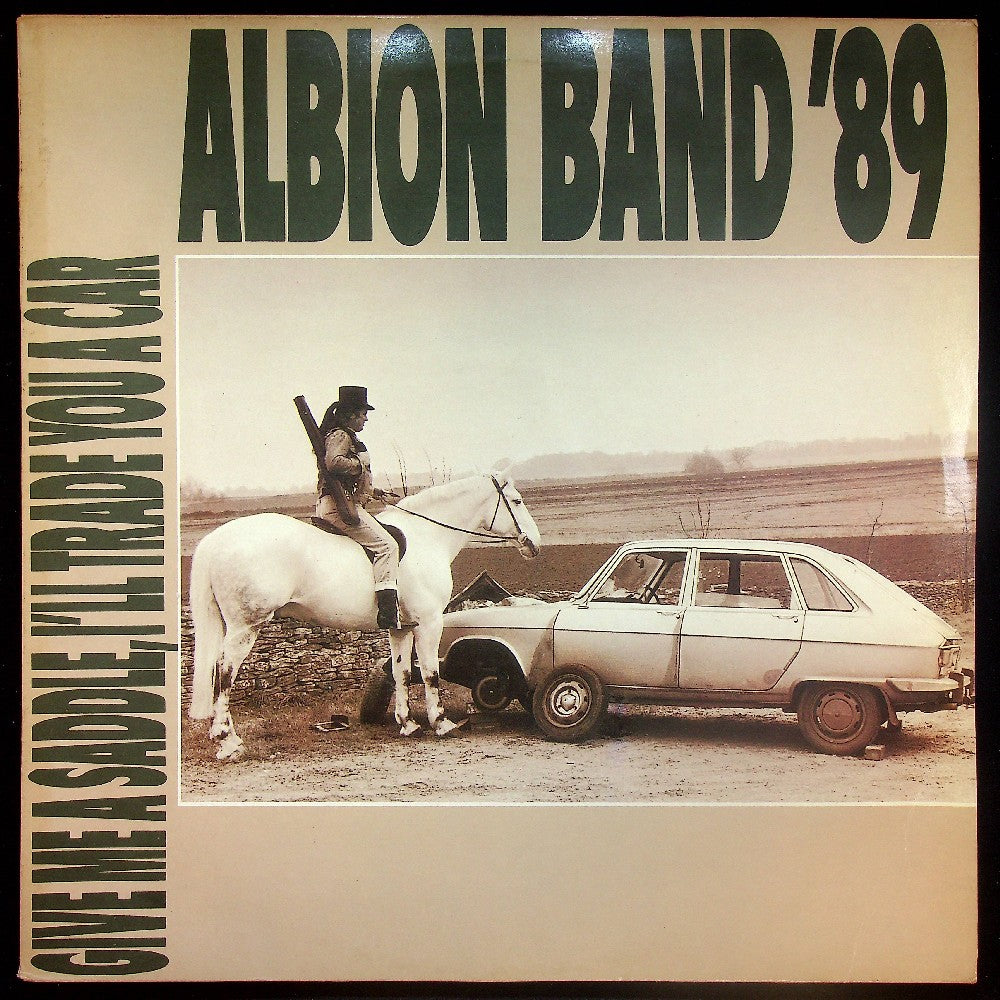 ALBION BAND '89
GIVE ME A SADDLE, I'LL TRADE YOU A CAR